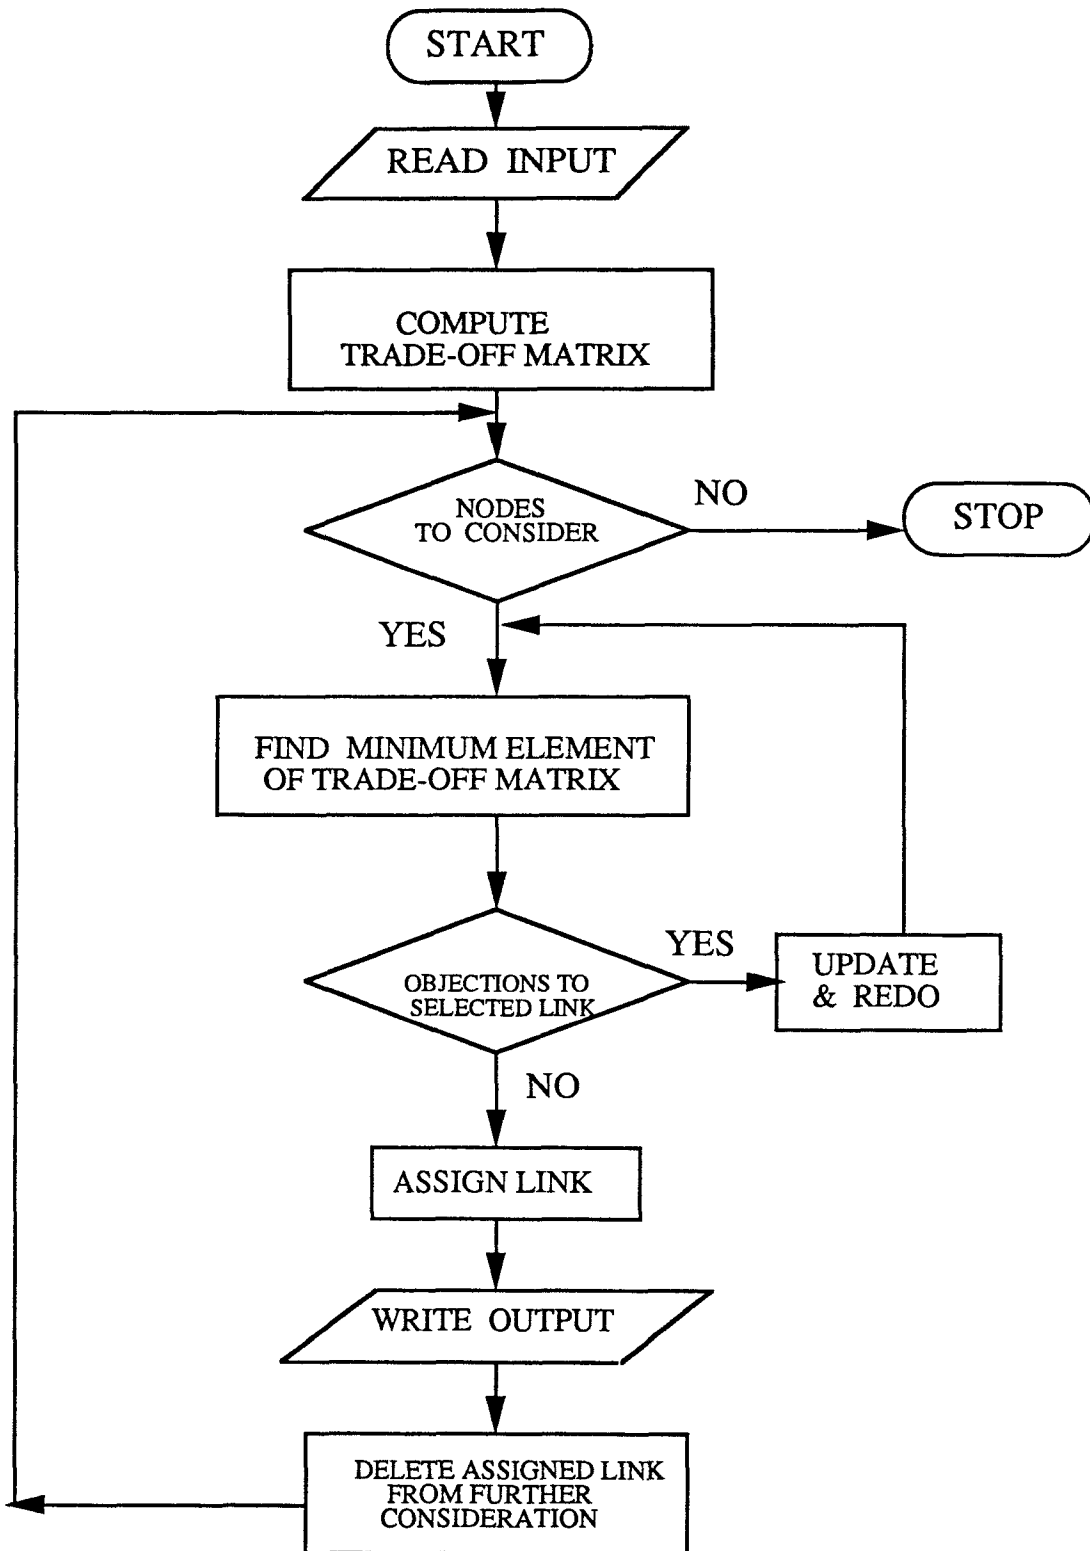 START
READ INPUT
COMPUTE
TRADE-OFF MATRIX
NODES
TO CONSIDER
NO
STOP
YES
FIND MINIMUM ELEMENT
OF TRADE-OFF MATRIX
OBJECTIONS TO
SELECTED LINK
YES
UPDATE
& REDO
NO
ASSIGN LINK
WRITE OUTPUT
DELETE ASSIGNED LINK
FROM FURTHER
CONSIDERATION